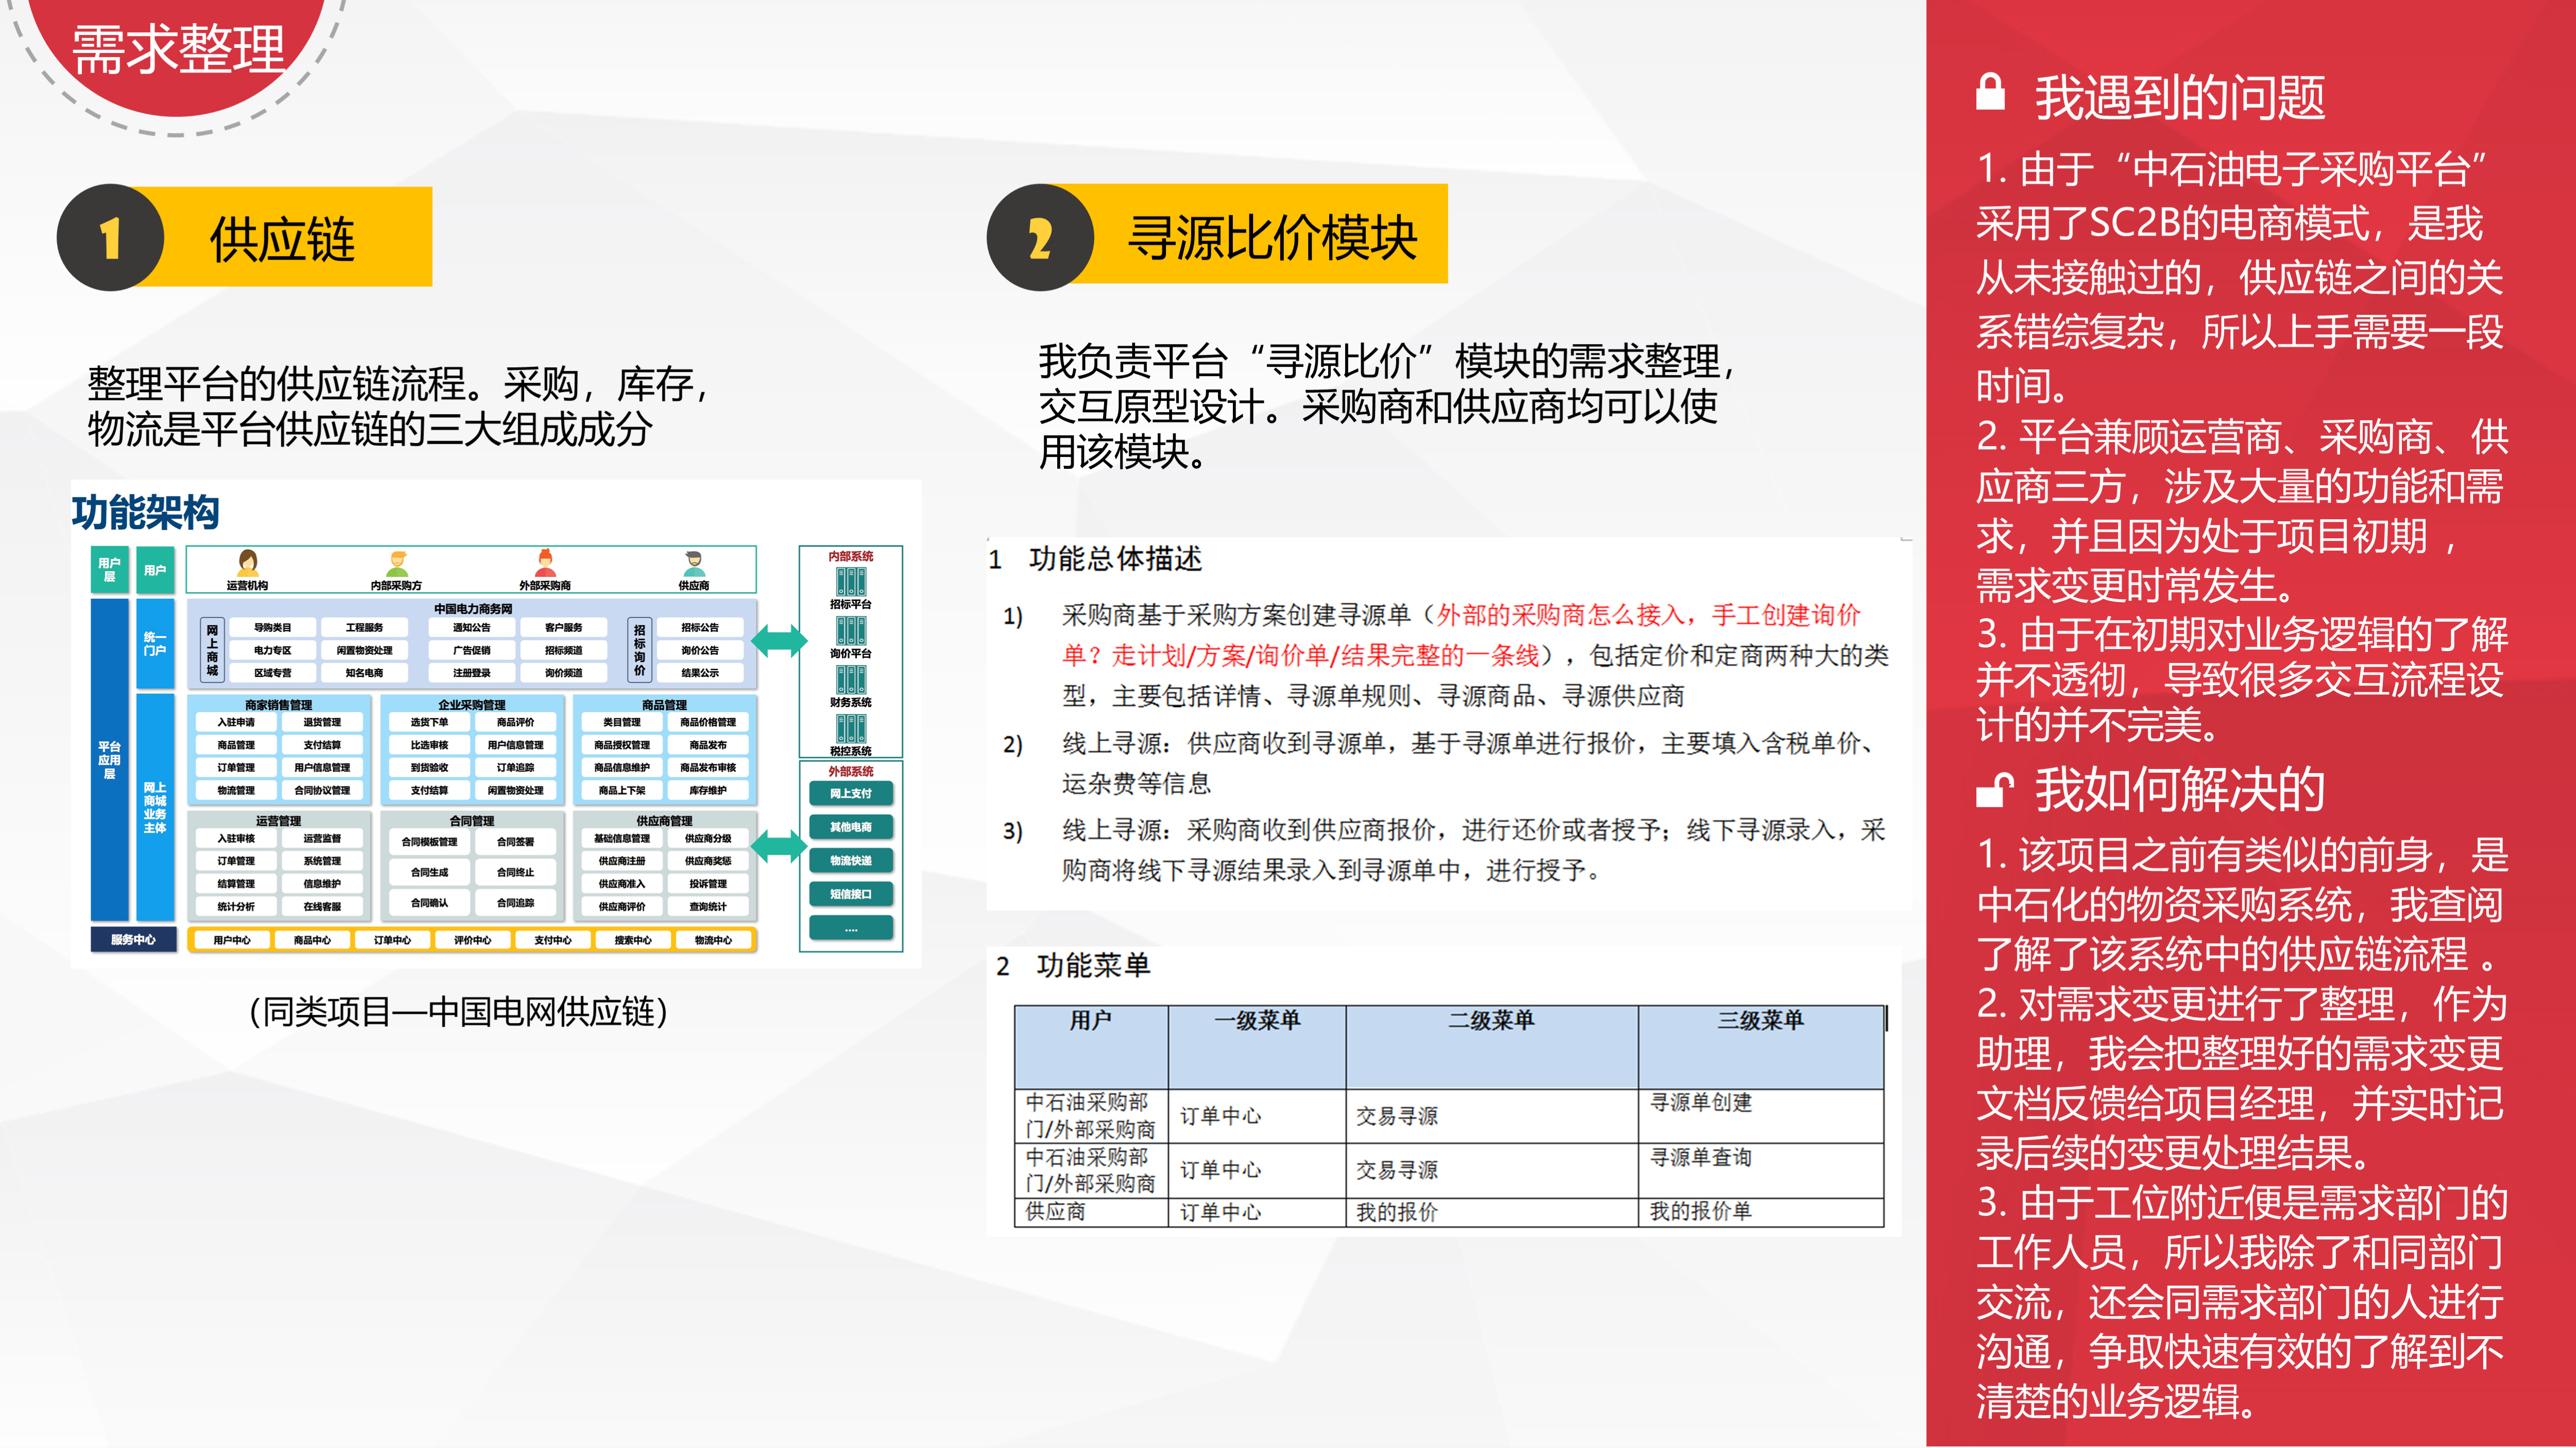 需求整理
1 供应链
整理平台的供应链流程。采购，库存，
物流是平台供应链的三大组成成分
功能架构
用户层
用户
运营机构 内部采购方 外部采购商 供应商
平台应用层
统一门户
中国电力商务网
网上商城
导购类目 工程服务 通知公告 客户服务
电力专区 闲置物资处理 广告促销 招标频道
区域专营 知名电商 注册登录 询价频道
招标询价
招标公告
询价公告
结果公示
网上商城业务主体
商家销售管理
入驻申请 退货管理
商品管理 支付结算
订单管理 用户信息管理
物流管理 合同协议管理
企业采购管理
选货下单 商品评价
比选审核 用户信息管理
到货验收 订单追踪
支付结算 闲置物资处理
商品管理
类目管理 商品价格管理
商品授权管理 商品发布
商品信息维护 商品发布审核
商品上下架 库存维护
运营管理
入驻审核 运营监督
订单管理 系统管理
结算管理 信息维护
统计分析 在线客服
合同管理
合同模板管理 合同签署
合同生成 合同终止
合同确认 合同追踪
供应商管理
基础信息管理 供应商分级
供应商注册 供应商奖惩
供应商准入 投诉管理
供应商评价 查询统计
服务中心
用户中心 商品中心 订单中心 评价中心 支付中心 搜索中心 物流中心
内部系统
招标平台
询价平台
财务系统
税控系统
外部系统
网上支付
其他电商
物流快递
短信接口
....
（同类项目—中国电网供应链）
2 寻源比价模块
我负责平台“寻源比价”模块的需求整理，
交互原型设计。采购商和供应商均可以使
用该模块。
1 功能总体描述
1) 采购商基于采购方案创建寻源单（外部的采购商怎么接入，手工创建询价
单？走计划/方案/询价单/结果完整的一条线），包括定价和定商两种大的类
型，主要包括详情、寻源单规则、寻源商品、寻源供应商
2) 线上寻源：供应商收到寻源单，基于寻源单进行报价，主要填入含税单价、
运杂费等信息
3) 线上寻源：采购商收到供应商报价，进行还价或者授予；线下寻源录入，采
购商将线下寻源结果录入到寻源单中，进行授予。
2 功能菜单
用户 一级菜单 二级菜单 三级菜单
中石油采购部门/外部采购商 订单中心 交易寻源 寻源单创建
中石油采购部门/外部采购商 订单中心 交易寻源 寻源单查询
供应商 订单中心 我的报价 我的报价单
我遇到的问题
1. 由于“中石油电子采购平台”
采用了SC2B的电商模式，是我
从未接触过的，供应链之间的关
系错综复杂，所以上手需要一段
时间。
2. 平台兼顾运营商、采购商、供
应商三方，涉及大量的功能和需
求，并且因为处于项目初期 ，
需求变更时常发生。
3. 由于在初期对业务逻辑的了解
并不透彻，导致很多交互流程设
计的并不完美。
我如何解决的
1. 该项目之前有类似的前身，是
中石化的物资采购系统，我查阅
了解了该系统中的供应链流程 。
2. 对需求变更进行了整理，作为
助理，我会把整理好的需求变更
文档反馈给项目经理，并实时记
录后续的变更处理结果。
3. 由于工位附近便是需求部门的
工作人员，所以我除了和同部门
交流，还会同需求部门的人进行
沟通，争取快速有效的了解到不
清楚的业务逻辑。